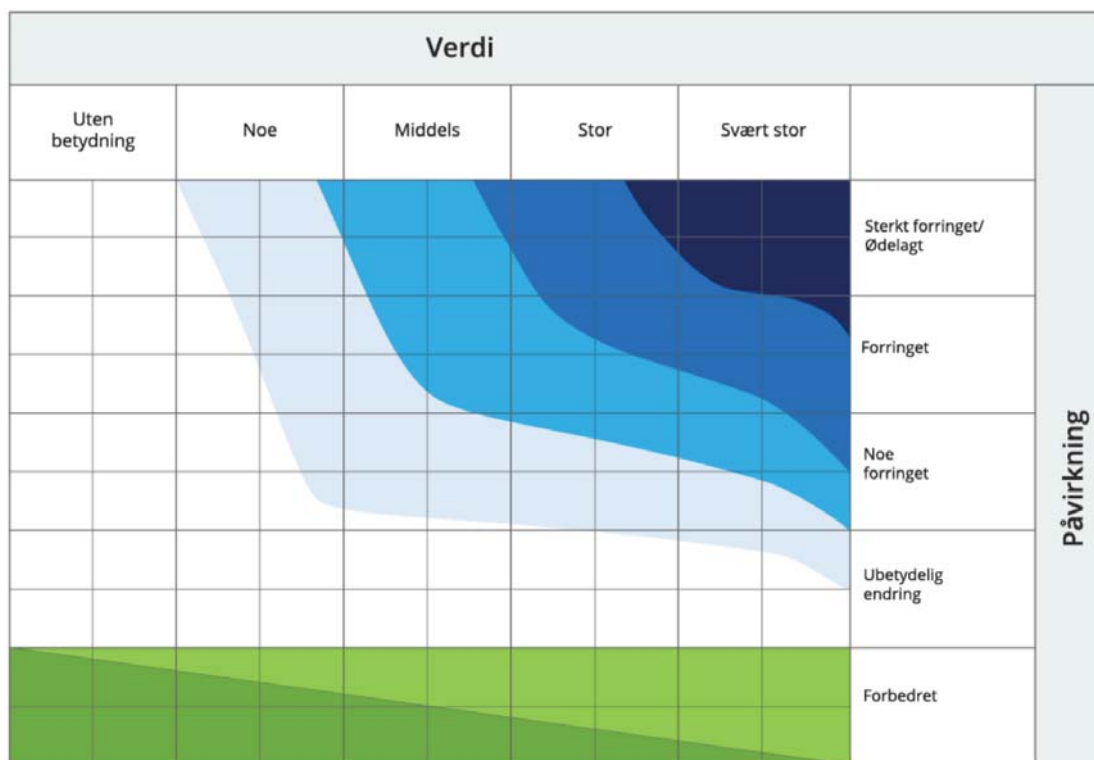 Verdi
Uten
betydning
Noe
Middels
Stor
Svært stor
Sterkt forringet/
Ødelagt
Forringet
Noe
forringet
Ubetydelig
endring
Forbedret
Påvirkning